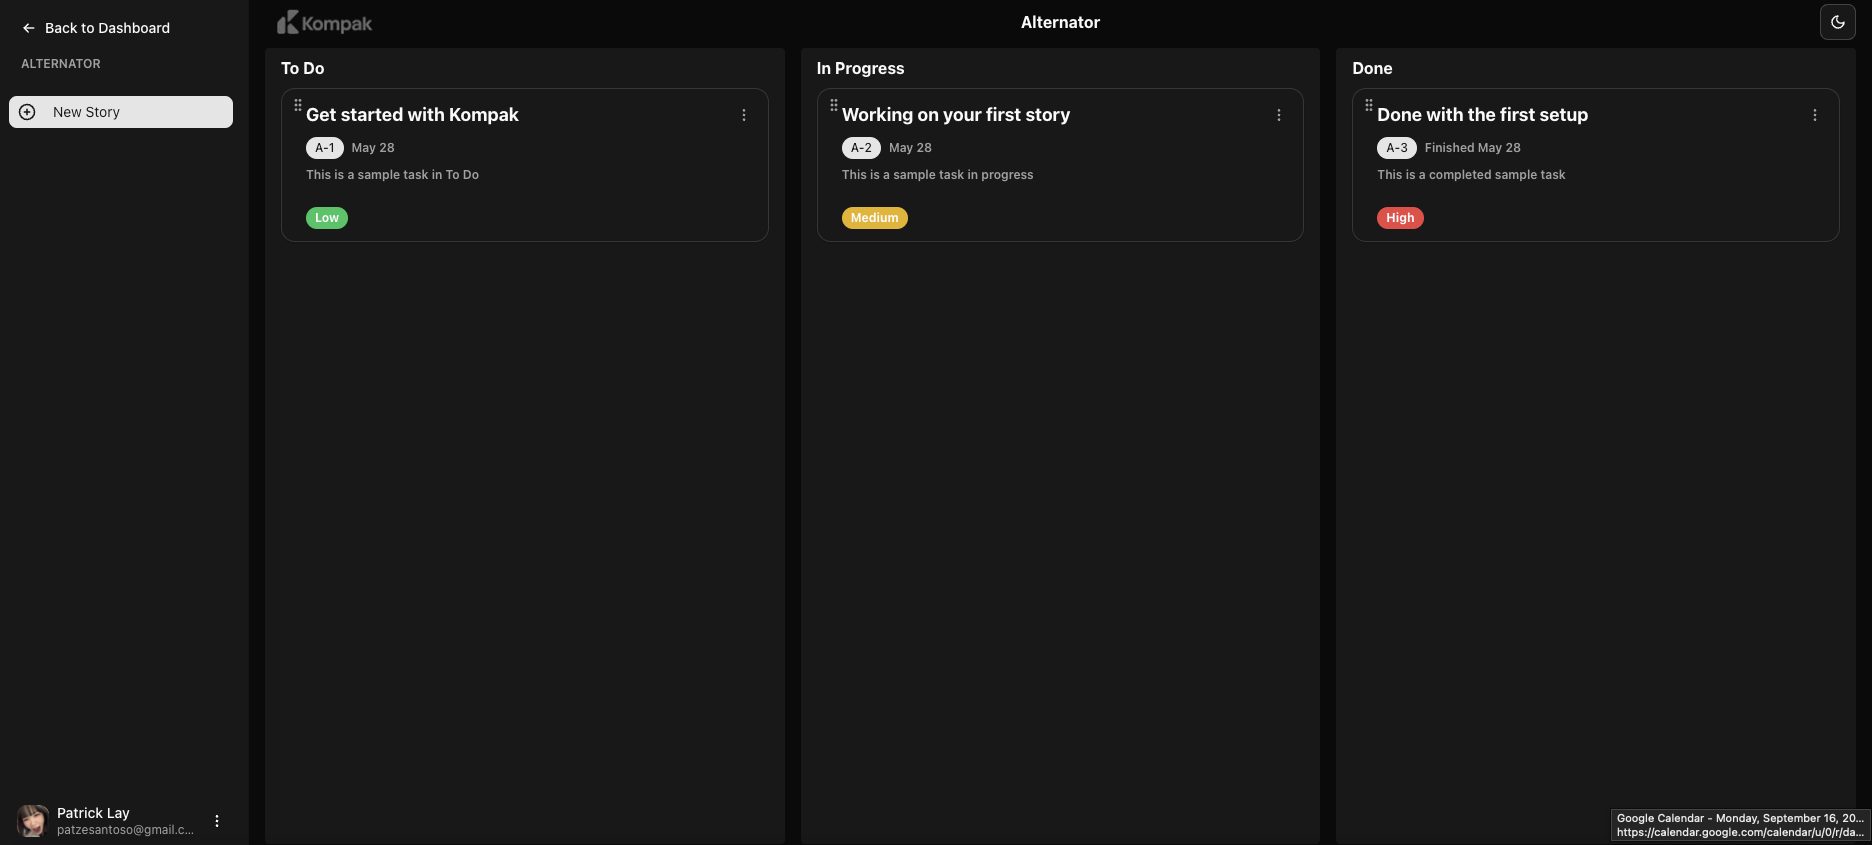 Back to Dashboard
ALTERNATOR
New Story
Kompak
Alternator
To Do
Get started with Kompak
A-1 May 28
This is a sample task in To Do
Low
In Progress
Working on your first story
A-2 May 28
This is a sample task in progress
Medium
Done
Done with the first setup
A-3 Finished May 28
This is a completed sample task
High
Patrick Lay
patzesantoso@gmail.c...
Google Calendar - Monday, September 16, 20...
https://calendar.google.com/calendar/u/0/r/da...